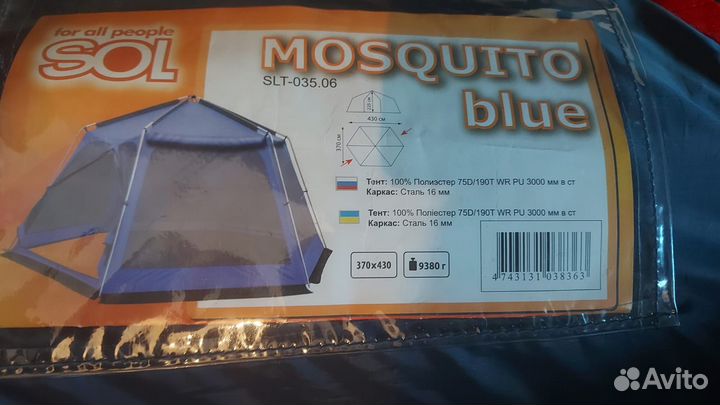 for all people
SOL
MOSQUITO
blue
SLT-035.06
225 см
430 см
370 см
Тент: 100% Полиэстер 75D/190T WR PU 3000 мм в ст
Каркас: Сталь 16 мм
Тент: 100% Поліестер 75D/190T WR PU 3000 мм в ст
Каркас: Сталь 16 мм
370x430
9380 г
4743131038363
Avito